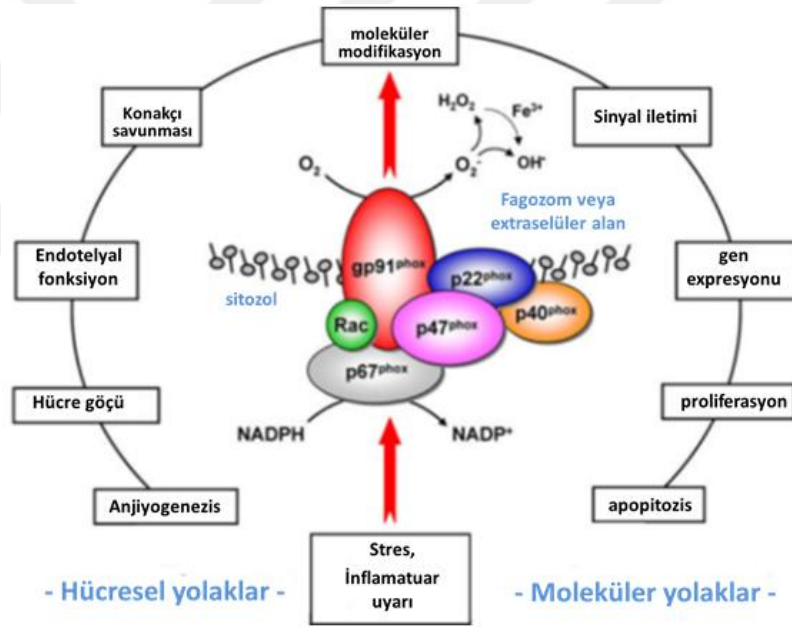 moleküler
modifikasyon
Konakçı
savunması
Sinyal iletimi
H₂O₂
Fe³⁺
O₂
O₂⁻
OH⁻
Fagozom veya
extraselüler alan
Endotelyal
fonksiyon
gen
expresyonu
sitozol
gp91phox
p22phox
Rac
p47phox
p40phox
p67phox
Hücre göçü
proliferasyon
NADPH
NADP⁺
Anjiyogenezis
apopitozis
Stres,
İnflamatuar
uyarı
- Hücresel yolaklar -
- Moleküler yolaklar -